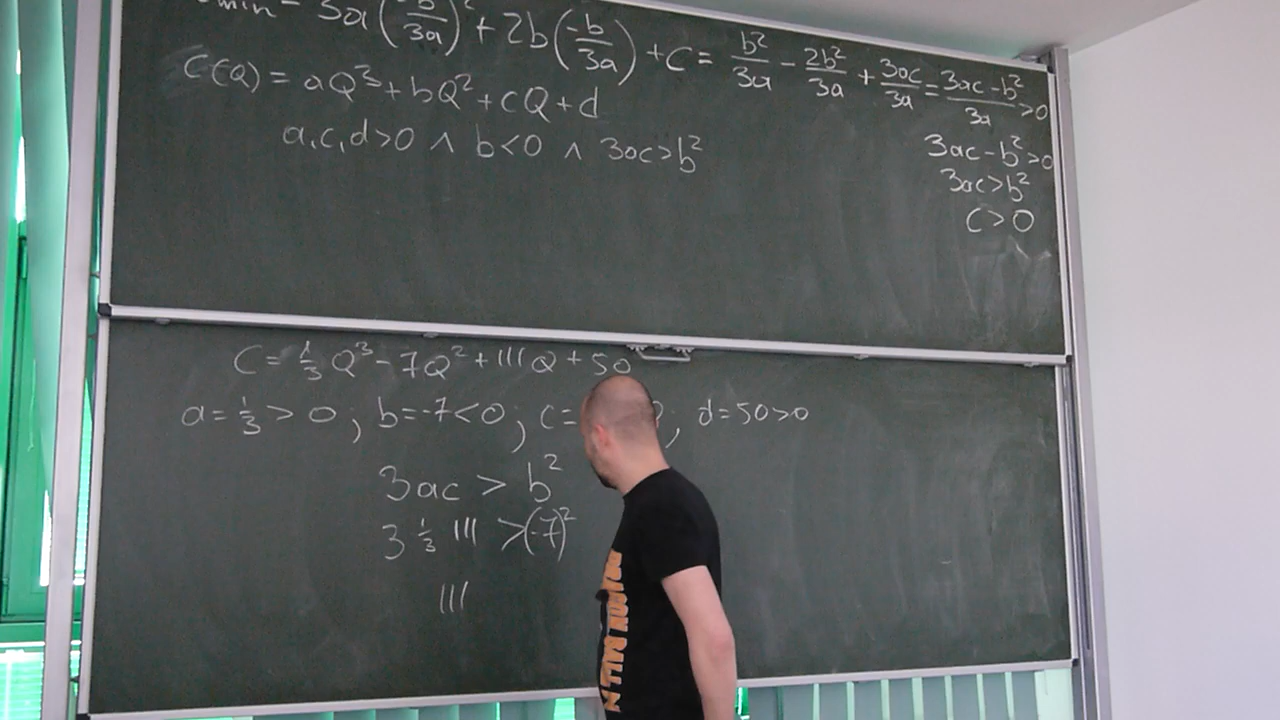 min = 3a(-b/3a)² + 2b(-b/3a) + C = b²/3a - 2b²/3a + 3ac/3a = 3ac-b²/3a >0
C(Q) = aQ³+bQ²+cQ+d
a,c,d>0 ∧ b<0 ∧ 3ac>b²
3ac-b²>0
3ac>b²
C>0
C= 1/3 Q³ - 7Q² + 111Q + 50
a= 1/3 > 0 ; b=-7<0 ; c= ; d=50>0
3ac > b²
3 1/3 111 >(-7)²
111